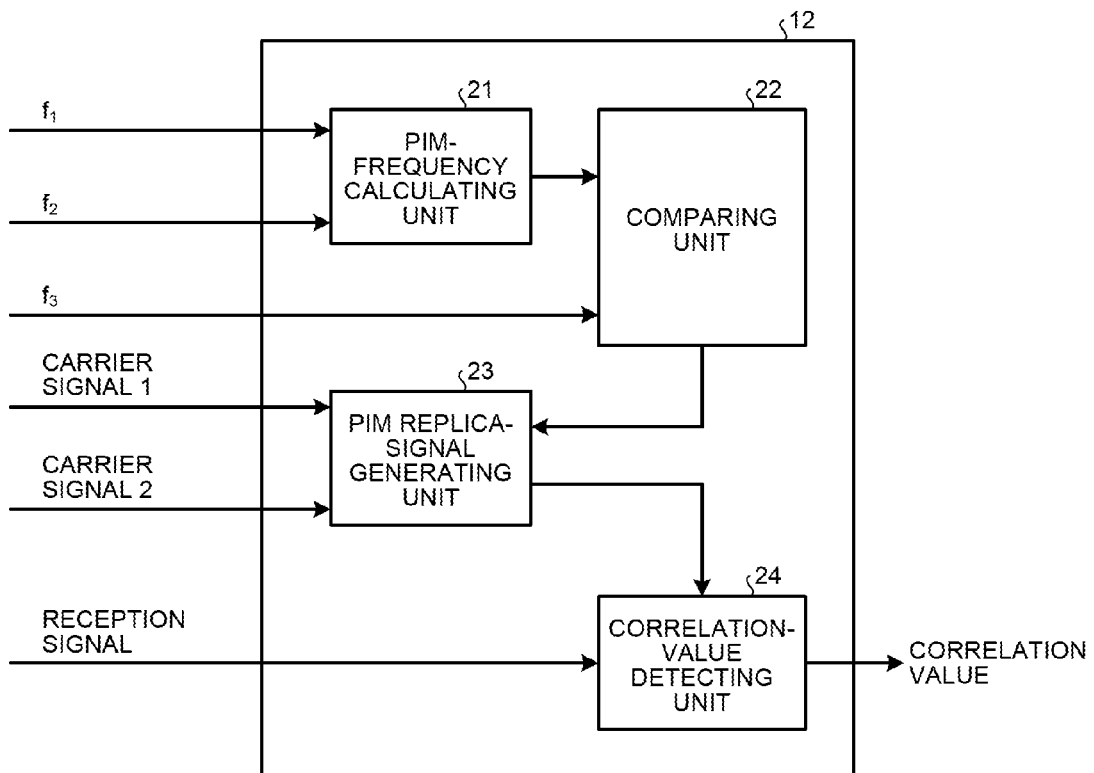 12
21
22
f₁
PIM-
FREQUENCY
CALCULATING
UNIT
f₂
COMPARING
UNIT
f₃
CARRIER
SIGNAL 1
23
PIM REPLICA-
SIGNAL
GENERATING
UNIT
CARRIER
SIGNAL 2
24
RECEPTION
SIGNAL
CORRELATION-
VALUE
DETECTING
UNIT
CORRELATION
VALUE